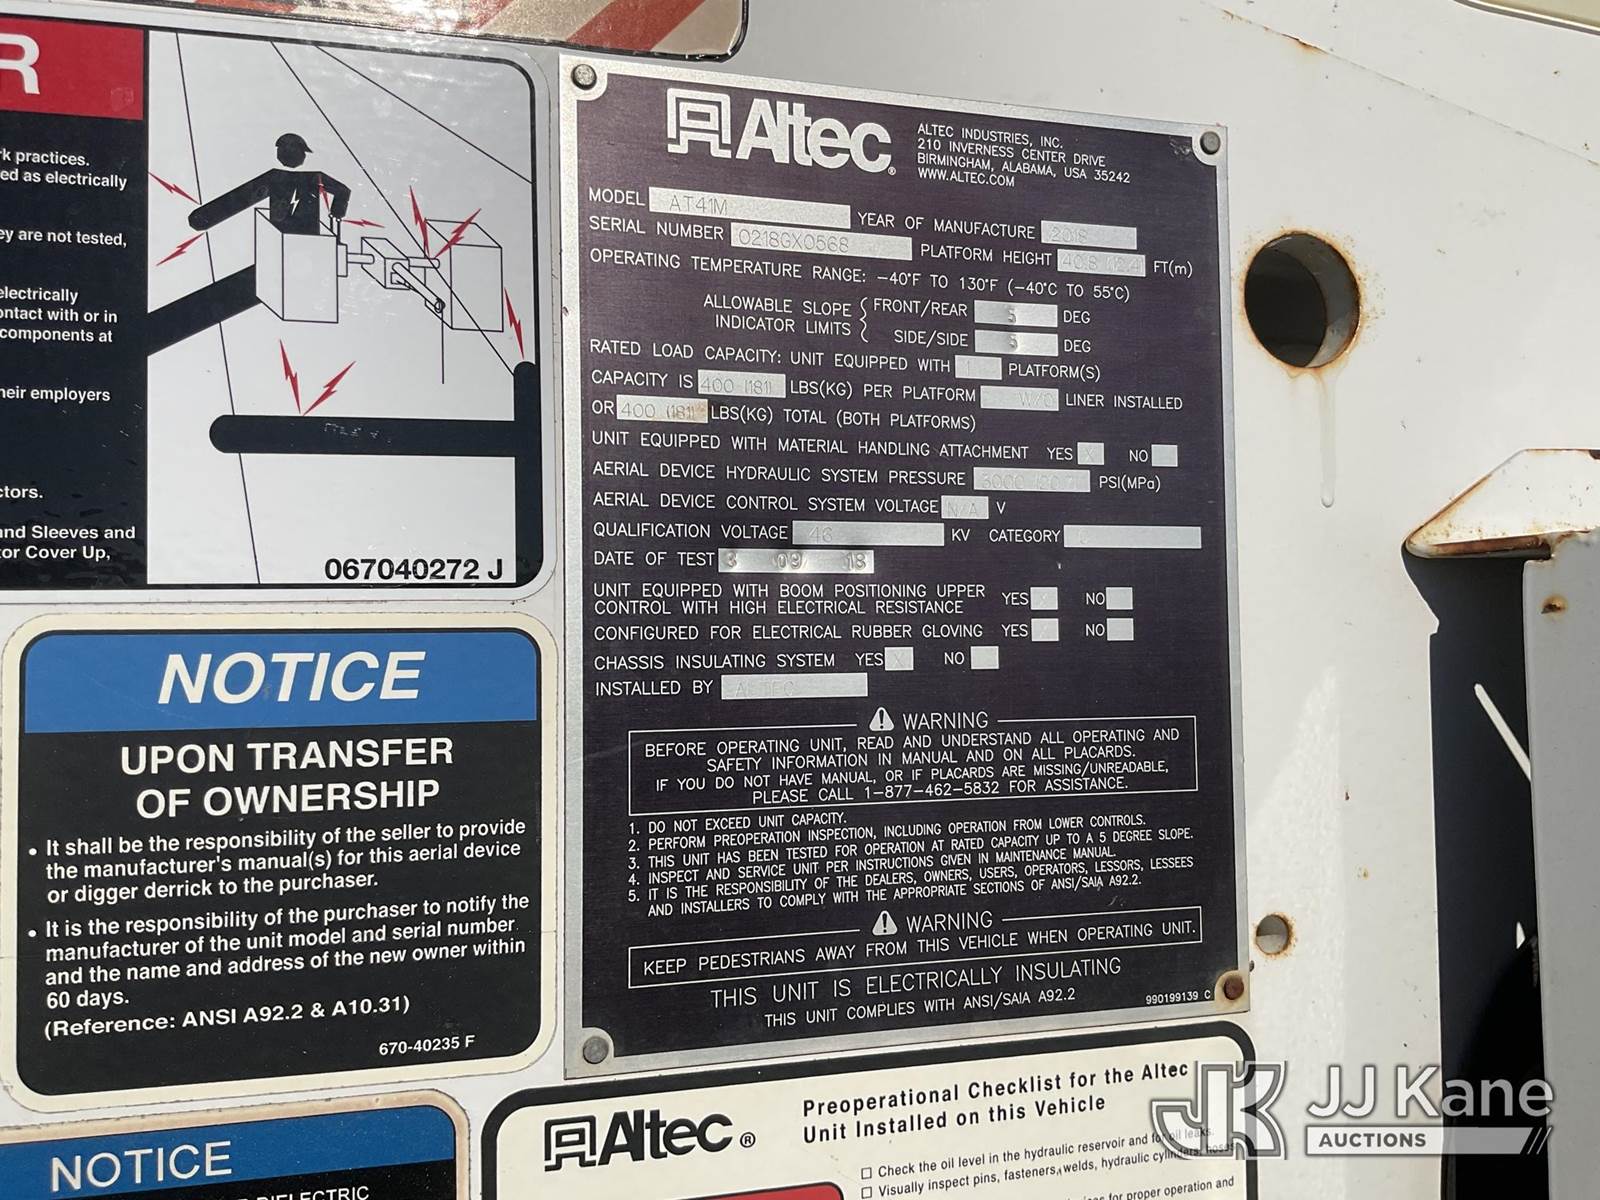 R
k practices.
ed as electrically
ey are not tested,
electrically
ontact with or in
components at
heir employers
ctors.
and Sleeves and
tor Cover Up,
067040272 J
NOTICE
UPON TRANSFER
OF OWNERSHIP
• It shall be the responsibility of the seller to provide
the manufacturer's manual(s) for this aerial device
or digger derrick to the purchaser.
• It is the responsibility of the purchaser to notify the
manufacturer of the unit model and serial number
and the name and address of the new owner within
60 days.
(Reference: ANSI A92.2 & A10.31)
670-40235 F
NOTICE
DIELECTRIC
Altec®
ALTEC INDUSTRIES, INC.
210 INVERNESS CENTER DRIVE
BIRMINGHAM, ALABAMA, USA 35242
WWW.ALTEC.COM
MODEL AT41M YEAR OF MANUFACTURE 2018
SERIAL NUMBER 0218GX0568 PLATFORM HEIGHT 40.8 FT(m)
OPERATING TEMPERATURE RANGE: -40°F TO 130°F (-40°C TO 55°C)
ALLOWABLE SLOPE FRONT/REAR 5 DEG
INDICATOR LIMITS SIDE/SIDE 5 DEG
RATED LOAD CAPACITY: UNIT EQUIPPED WITH 1 PLATFORM(S)
CAPACITY IS 400 (181) LBS(KG) PER PLATFORM W/O LINER INSTALLED
OR 400 (181) LBS(KG) TOTAL (BOTH PLATFORMS)
UNIT EQUIPPED WITH MATERIAL HANDLING ATTACHMENT YES X NO
AERIAL DEVICE HYDRAULIC SYSTEM PRESSURE 3000 PSI(MPa)
AERIAL DEVICE CONTROL SYSTEM VOLTAGE N/A V
QUALIFICATION VOLTAGE 46 KV CATEGORY C
DATE OF TEST 3 09 18
UNIT EQUIPPED WITH BOOM POSITIONING UPPER
CONTROL WITH HIGH ELECTRICAL RESISTANCE YES NO
CONFIGURED FOR ELECTRICAL RUBBER GLOVING YES NO
CHASSIS INSULATING SYSTEM YES X NO
INSTALLED BY ALTEC
WARNING
BEFORE OPERATING UNIT, READ AND UNDERSTAND ALL OPERATING AND
SAFETY INFORMATION IN MANUAL AND ON ALL PLACARDS.
IF YOU DO NOT HAVE MANUAL, OR IF PLACARDS ARE MISSING/UNREADABLE,
PLEASE CALL 1-877-462-5832 FOR ASSISTANCE.
1. DO NOT EXCEED UNIT CAPACITY.
2. PERFORM PREOPERATION INSPECTION, INCLUDING OPERATION FROM LOWER CONTROLS.
3. THIS UNIT HAS BEEN TESTED FOR OPERATION AT RATED CAPACITY UP TO A 5 DEGREE SLOPE.
4. INSPECT AND SERVICE UNIT PER INSTRUCTIONS GIVEN IN MAINTENANCE MANUAL.
5. IT IS THE RESPONSIBILITY OF THE DEALERS, OWNERS, USERS, OPERATORS, LESSORS, LESSEES
AND INSTALLERS TO COMPLY WITH THE APPROPRIATE SECTIONS OF ANSI/SAIA A92.2.
WARNING
KEEP PEDESTRIANS AWAY FROM THIS VEHICLE WHEN OPERATING UNIT.
THIS UNIT IS ELECTRICALLY INSULATING
THIS UNIT COMPLIES WITH ANSI/SAIA A92.2
990199139 C
Altec®
Preoperational Checklist for the Altec
Unit Installed on this Vehicle
☐ Check the oil level in the hydraulic reservoir and for oil leaks.
☐ Visually inspect pins, fasteners, welds, hydraulic cylinders, hoses
for proper operation and
JJ Kane
AUCTIONS